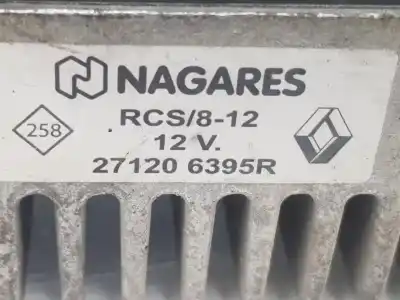 NAGARES
RCS/8-12
258
12 V.
27120 6395R